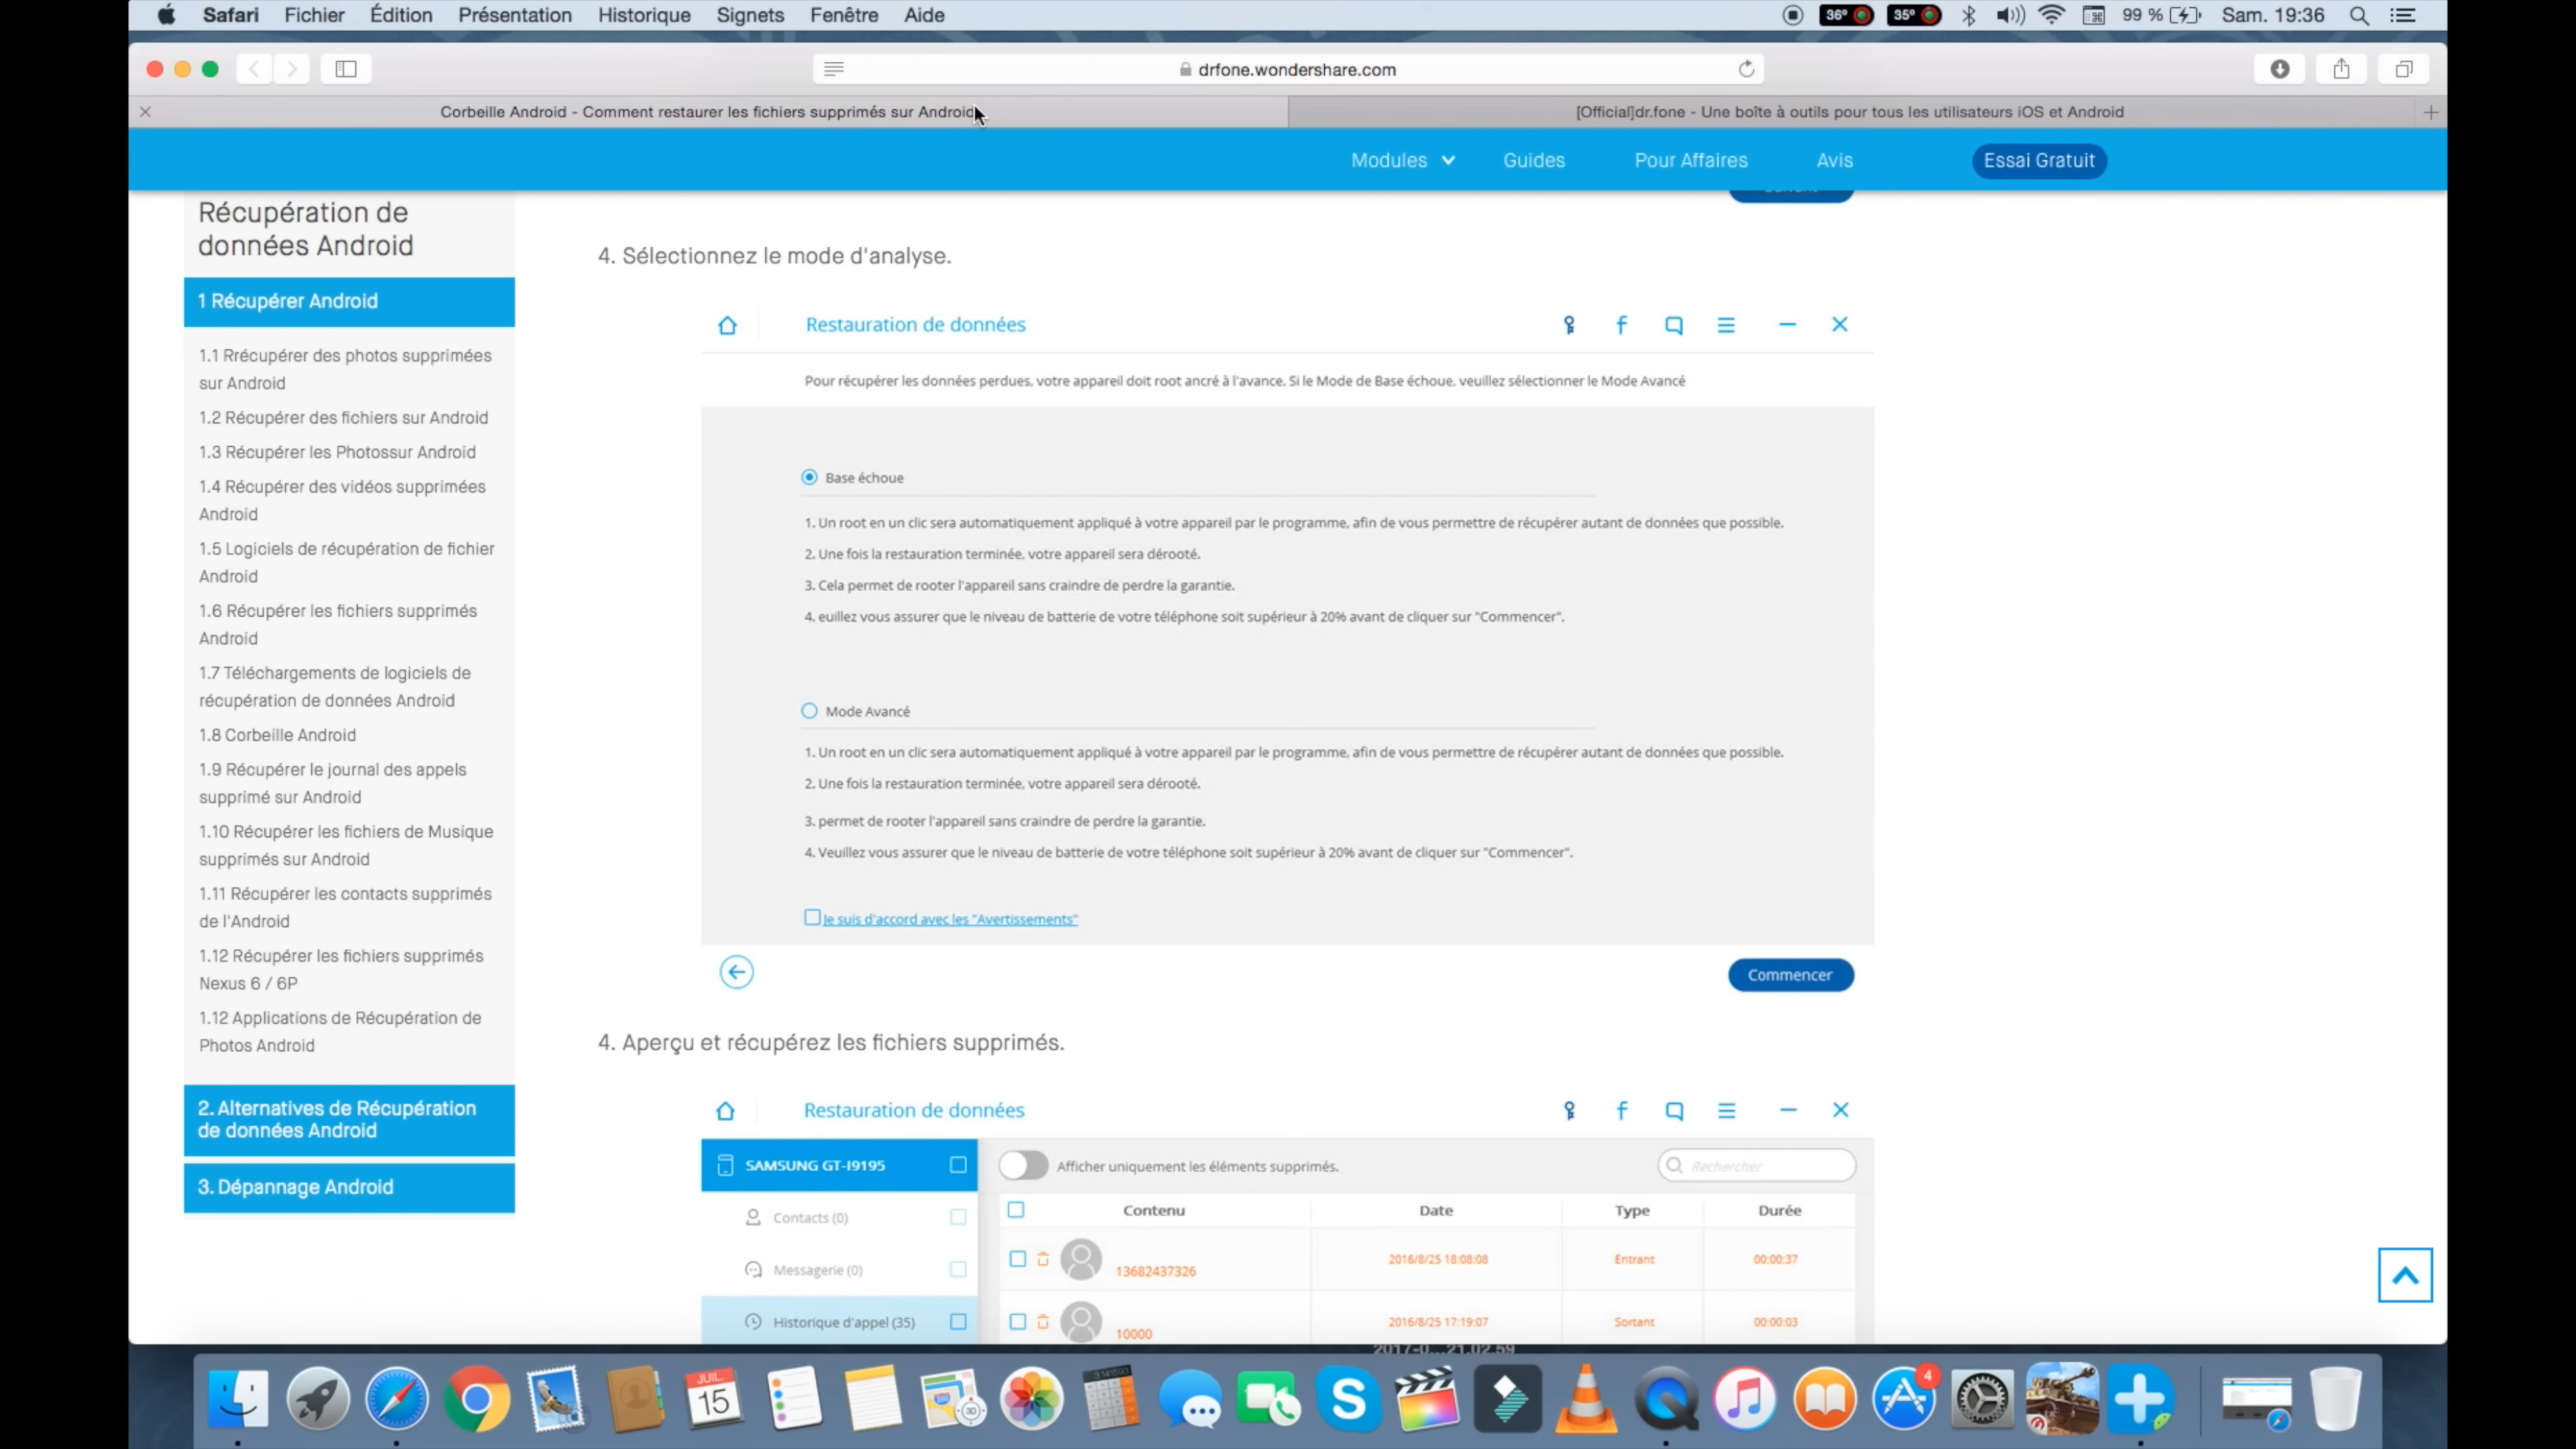 Safari Fichier Édition Présentation Historique Signets Fenêtre Aide 36° 35° 99 % Sam. 19:36
drfone.wondershare.com
Corbeille Android - Comment restaurer les fichiers supprimés sur Android [Official]dr.fone - Une boîte à outils pour tous les utilisateurs iOS et Android
Modules Guides Pour Affaires Avis Essai Gratuit
Récupération de
données Android
1 Récupérer Android
1.1 Rrécupérer des photos supprimées
sur Android
1.2 Récupérer des fichiers sur Android
1.3 Récupérer les Photossur Android
1.4 Récupérer des vidéos supprimées
Android
1.5 Logiciels de récupération de fichier
Android
1.6 Récupérer les fichiers supprimés
Android
1.7 Téléchargements de logiciels de
récupération de données Android
1.8 Corbeille Android
1.9 Récupérer le journal des appels
supprimé sur Android
1.10 Récupérer les fichiers de Musique
supprimés sur Android
1.11 Récupérer les contacts supprimés
de l'Android
1.12 Récupérer les fichiers supprimés
Nexus 6 / 6P
1.12 Applications de Récupération de
Photos Android
2. Alternatives de Récupération
de données Android
3. Dépannage Android
4. Sélectionnez le mode d'analyse.
Restauration de données
Pour récupérer les données perdues, votre appareil doit root ancré à l'avance. Si le Mode de Base échoue, veuillez sélectionner le Mode Avancé
Base échoue
1. Un root en un clic sera automatiquement appliqué à votre appareil par le programme, afin de vous permettre de récupérer autant de données que possible.
2. Une fois la restauration terminée, votre appareil sera dérooté.
3. Cela permet de rooter l'appareil sans craindre de perdre la garantie.
4. euillez vous assurer que le niveau de batterie de votre téléphone soit supérieur à 20% avant de cliquer sur "Commencer".
Mode Avancé
1. Un root en un clic sera automatiquement appliqué à votre appareil par le programme, afin de vous permettre de récupérer autant de données que possible.
2. Une fois la restauration terminée, votre appareil sera dérooté.
3. permet de rooter l'appareil sans craindre de perdre la garantie.
4. Veuillez vous assurer que le niveau de batterie de votre téléphone soit supérieur à 20% avant de cliquer sur "Commencer".
Je suis d'accord avec les "Avertissements"
Commencer
4. Aperçu et récupérez les fichiers supprimés.
Restauration de données
SAMSUNG GT-I9195 Afficher uniquement les éléments supprimés. Rechercher
Contenu Date Type Durée
Contacts (0)
13682437326 2016/8/25 18:08:08 Entrant 00:00:37
Messagerie (0)
Historique d'appel (35)
10000 2016/8/25 17:19:07 Sortant 00:00:03
JUIL. 15
3D
4